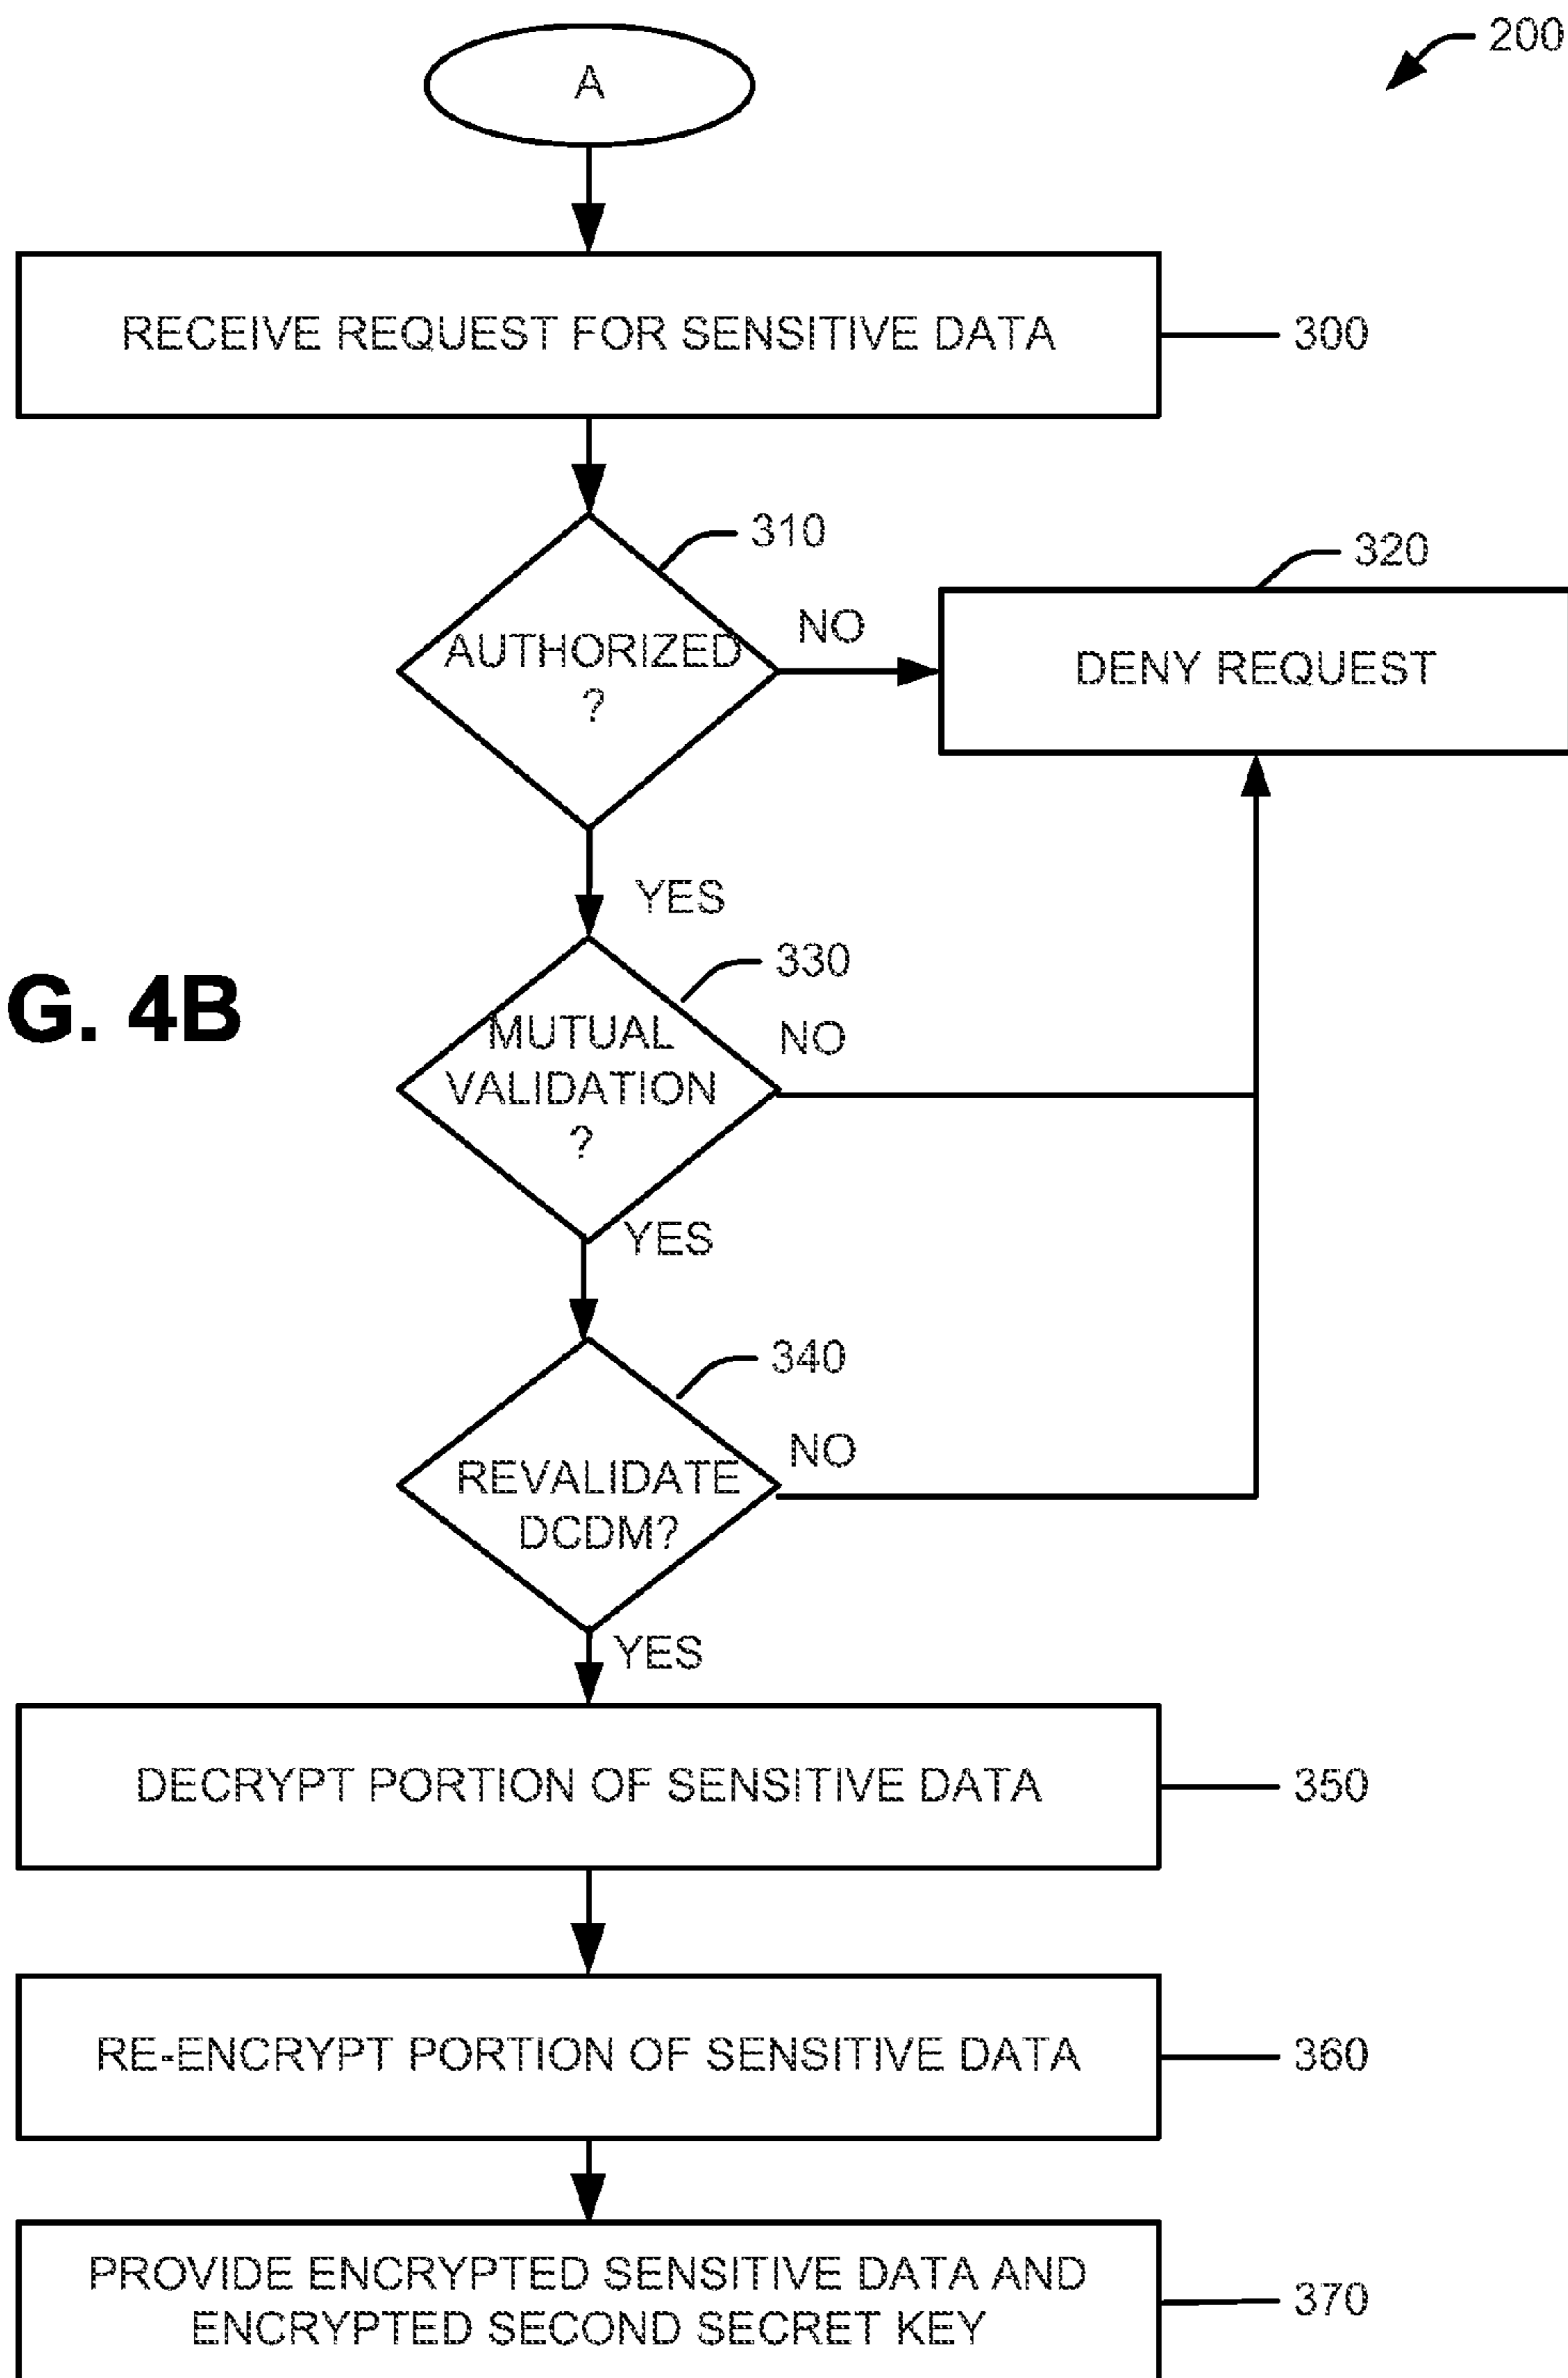 200
A
RECEIVE REQUEST FOR SENSITIVE DATA
300
310
AUTHORIZED
?
NO
320
DENY REQUEST
YES
G. 4B
330
MUTUAL
VALIDATION
?
NO
YES
340
REVALIDATE
DCDM?
NO
YES
DECRYPT PORTION OF SENSITIVE DATA
350
RE-ENCRYPT PORTION OF SENSITIVE DATA
360
PROVIDE ENCRYPTED SENSITIVE DATA AND
ENCRYPTED SECOND SECRET KEY
370